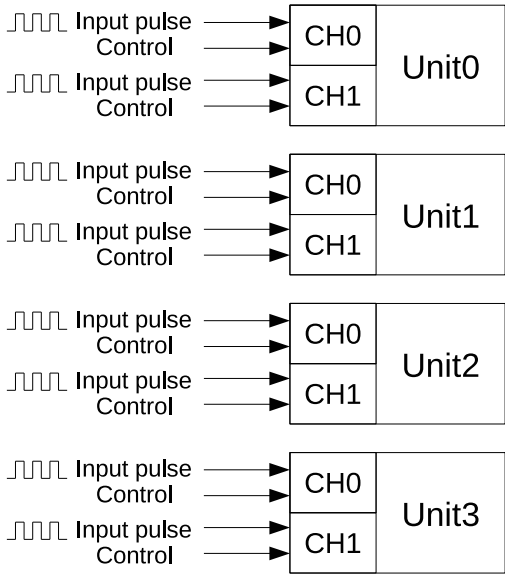 Input pulse
Control
CH0
Input pulse
Control
CH1
Unit0
Input pulse
Control
CH0
Input pulse
Control
CH1
Unit1
Input pulse
Control
CH0
Input pulse
Control
CH1
Unit2
Input pulse
Control
CH0
Input pulse
Control
CH1
Unit3